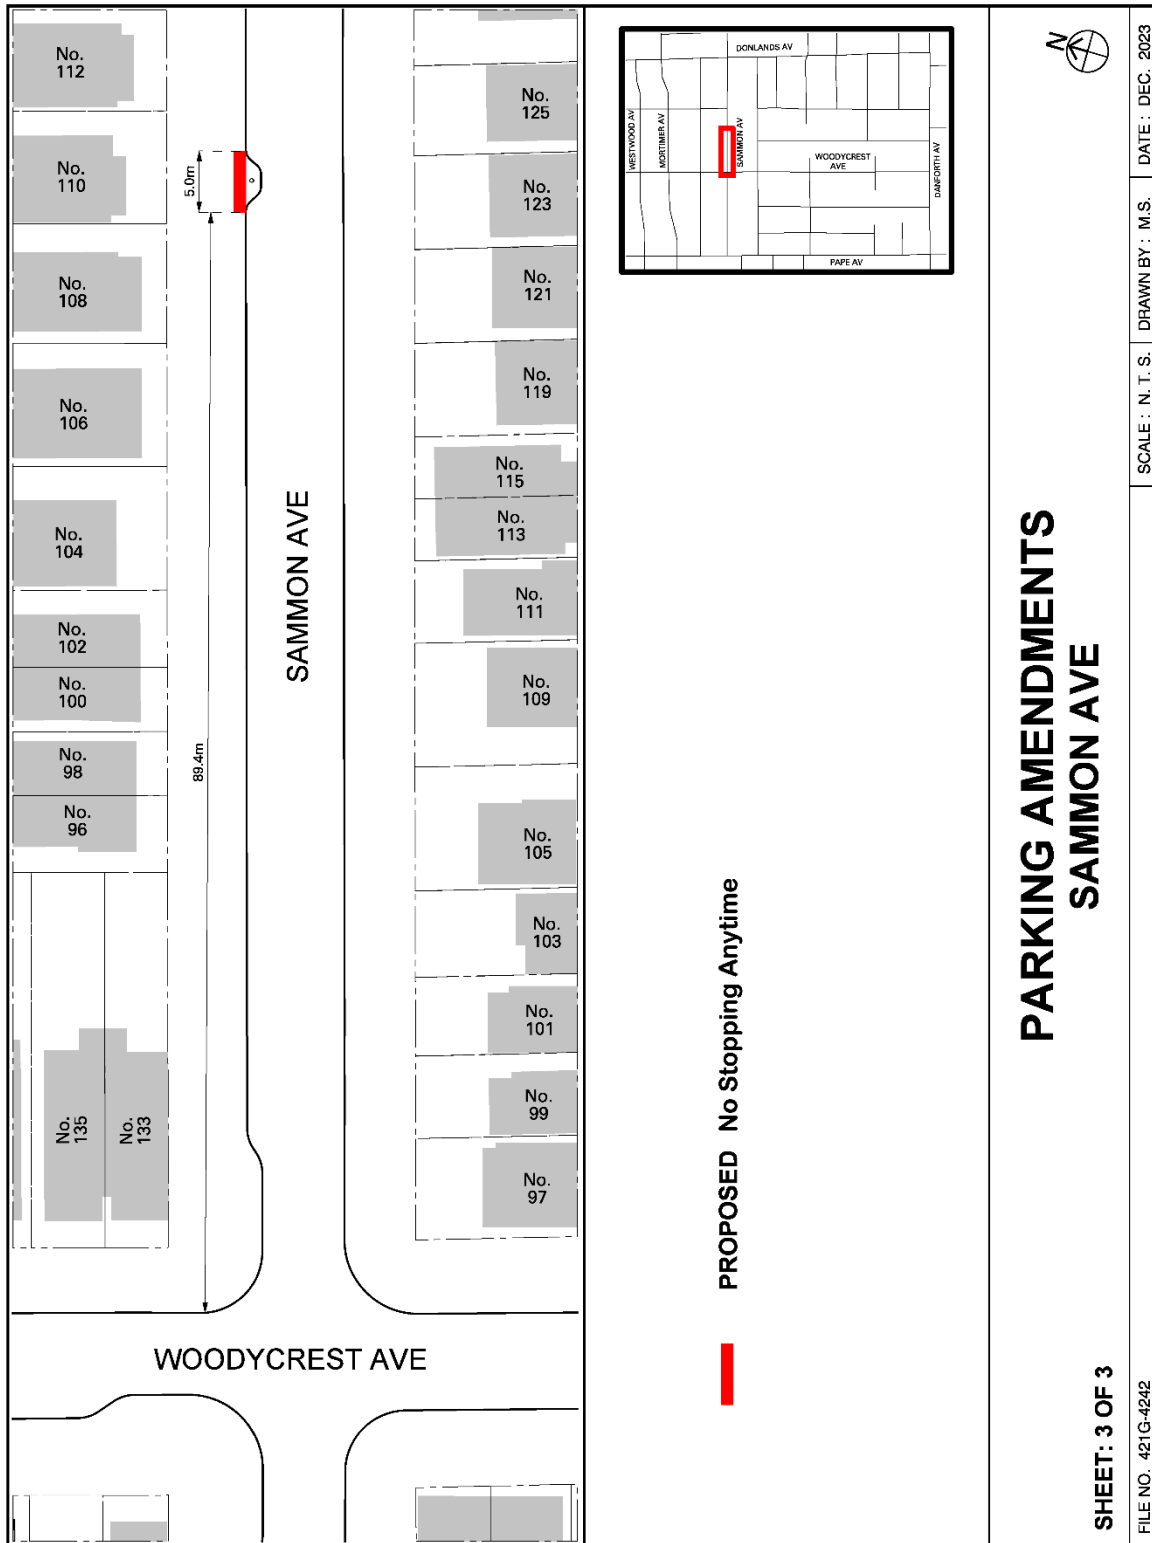 No.
112
No.
110
No.
108
No.
106
No.
104
No.
102
No.
100
No.
98
No.
96
No.
135
No.
133
5.0m
89.4m
SAMMON AVE
WOODYCREST AVE
No.
125
No.
123
No.
121
No.
119
No.
115
No.
113
No.
111
No.
109
No.
105
No.
103
No.
101
No.
99
No.
97
DONLANDS AV
WESTWOOD AV
MORTIMER AV
SAMMON AV
WOODYCREST
AVE
DANFORTH AV
PAPE AV
PROPOSED No Stopping Anytime
N
PARKING AMENDMENTS
SAMMON AVE
SHEET: 3 OF 3
FILE NO. 421G-4242
SCALE : N. T. S.
DRAWN BY : M.S.
DATE : DEC. 2023